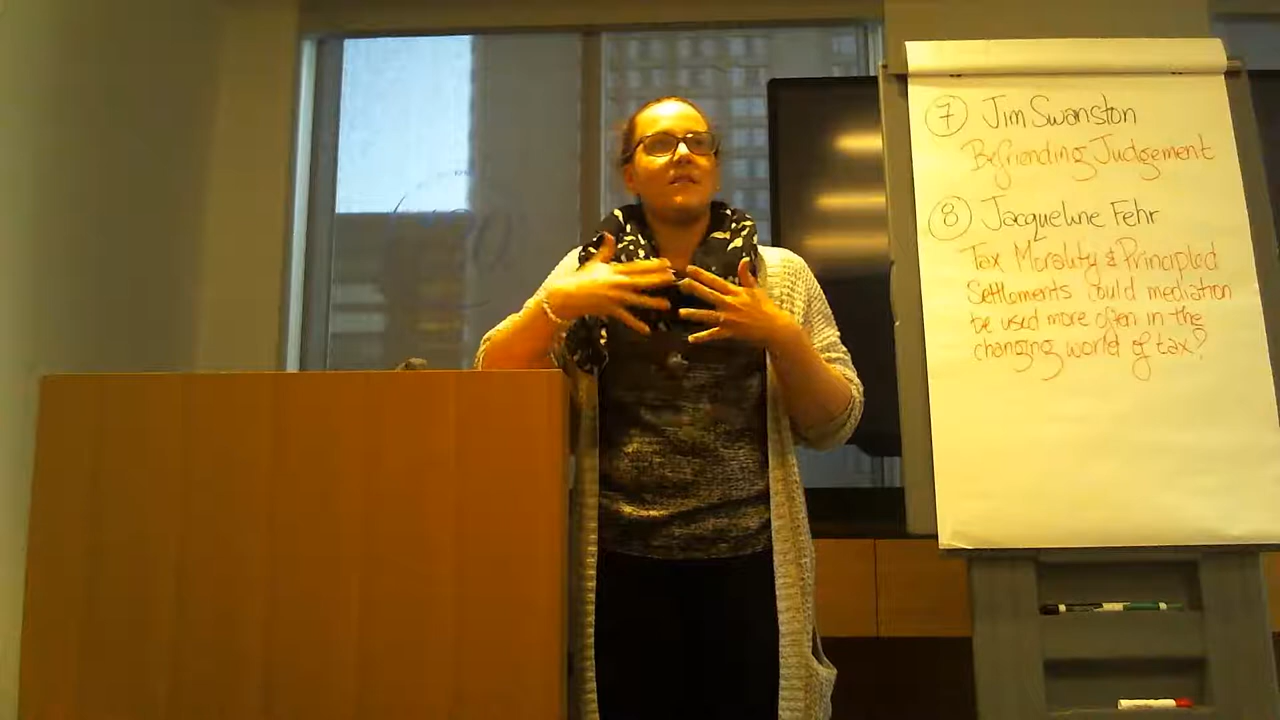 7 Jim Swanston
Befriending Judgement
8 Jacqueline Fehr
Tax Morality & Principled
Settlements could mediation
be used more often in the
changing world of tax?